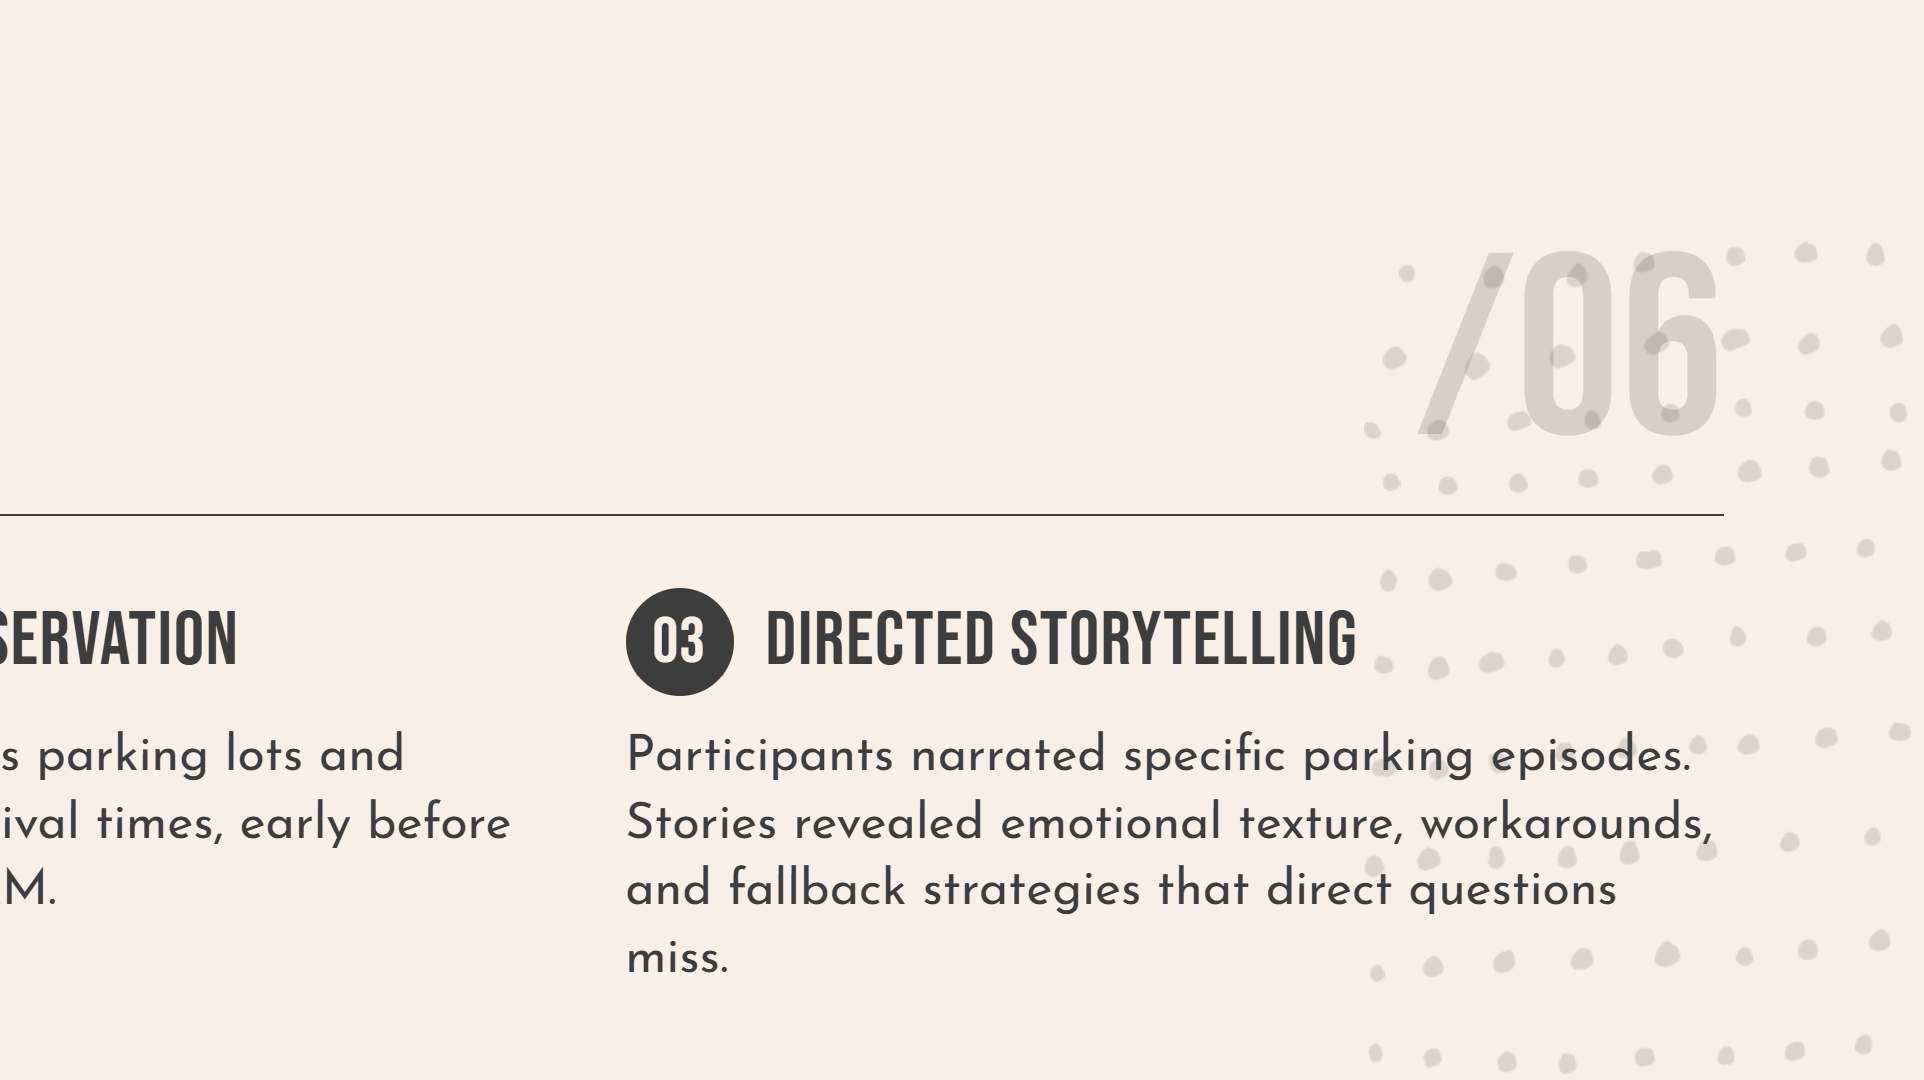 /06
SERVATION
s parking lots and
ival times, early before
M.
03 DIRECTED STORYTELLING
Participants narrated specific parking episodes.
Stories revealed emotional texture, workarounds,
and fallback strategies that direct questions
miss.